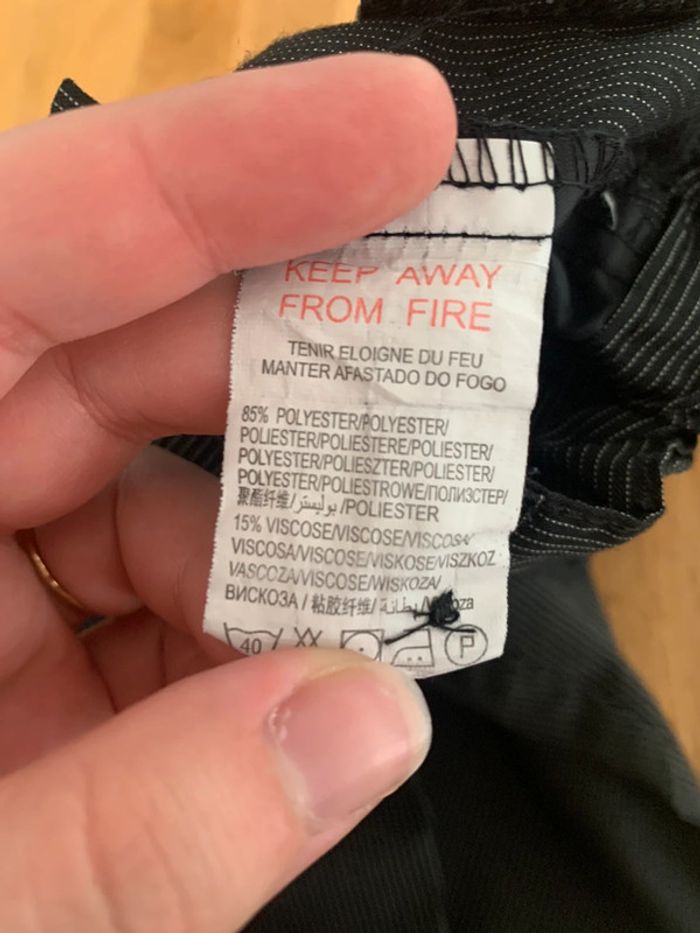 KEEP AWAY
FROM FIRE
TENIR ELOIGNE DU FEU
MANTER AFASTADO DO FOGO
85% POLYESTER/POLYESTER/
POLIESTER/POLIESTERE/POLIESTER/
POLYESTER/POLIESZTER/POLIESTER/
POLYESTER/POLIESTROWE/ПОЛИЭСТЕР/
聚酯纤维/بوليستر/POLIESTER
15% VISCOSE/VISCOSE/VISCOSA/
VISCOSA/VISCOSE/VISKOSE/VISZKOZ
VASCOZA/VISCOSE/WISKOZA/
ВИСКОЗА / 粘胶纤维/ بطانة/
40 P